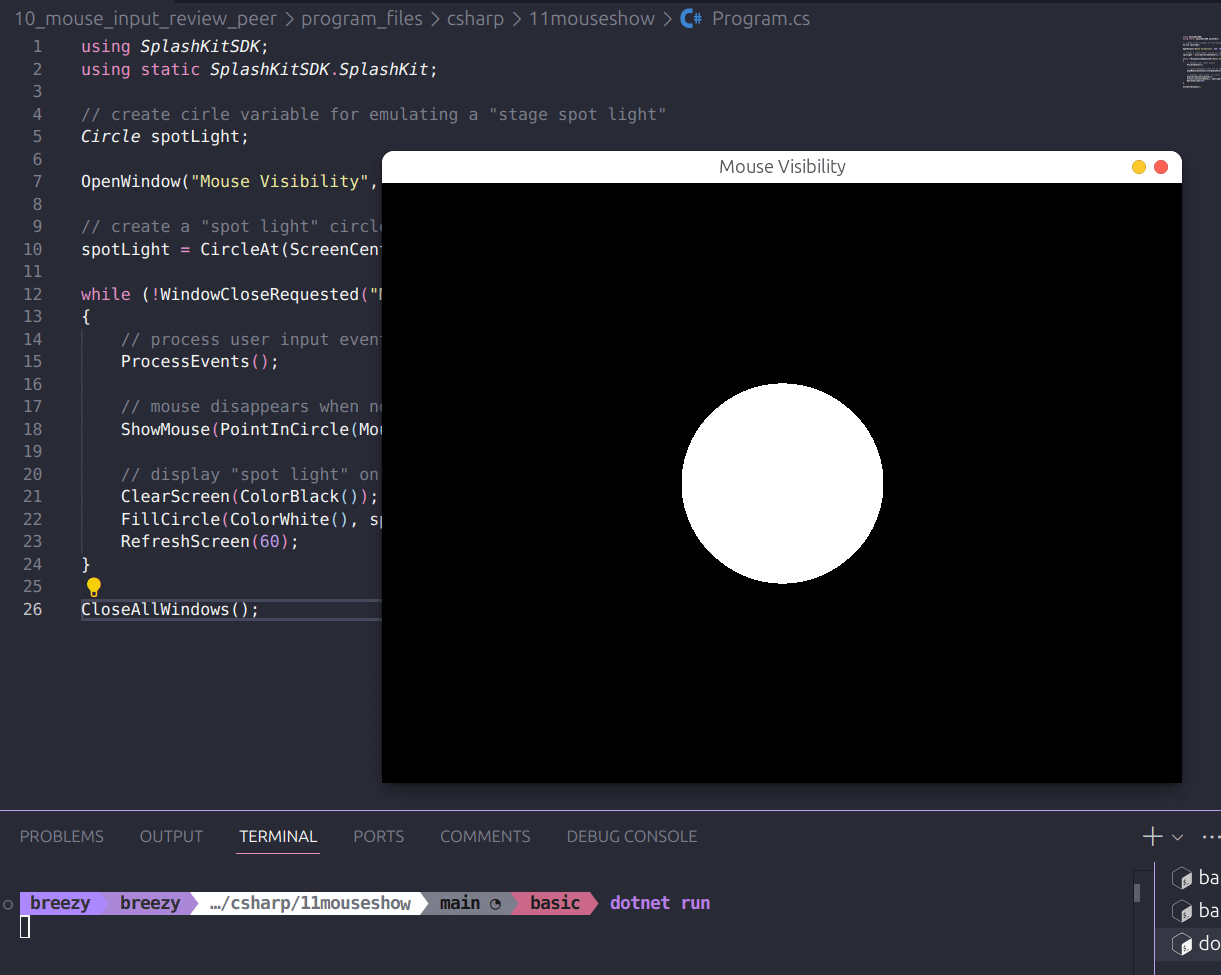 10_mouse_input_review_peer > program_files > csharp > 11mouseshow > C# Program.cs
1 using SplashKitSDK;
2 using static SplashKitSDK.SplashKit;
3
4 // create cirle variable for emulating a "stage spot light"
5 Circle spotLight;
6
7 OpenWindow("Mouse Visibility",
8
9 // create a "spot light" circl
10 spotLight = CircleAt(ScreenCen
11
12 while (!WindowCloseRequested("M
13 {
14 // process user input even
15 ProcessEvents();
16
17 // mouse disappears when n
18 ShowMouse(PointInCircle(Mou
19
20 // display "spot light" on
21 ClearScreen(ColorBlack());
22 FillCircle(ColorWhite(), sp
23 RefreshScreen(60);
24 }
25
26 CloseAllWindows();
Mouse Visibility
PROBLEMS OUTPUT TERMINAL PORTS COMMENTS DEBUG CONSOLE
breezy breezy …/csharp/11mouseshow main basic dotnet run
ba
ba
do